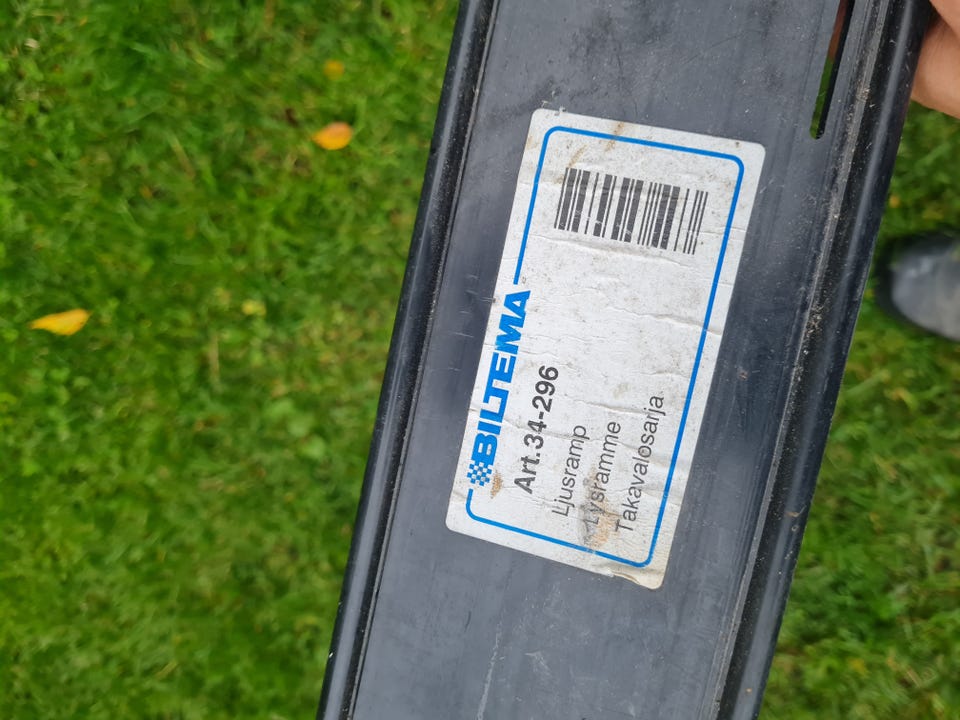 BILTEMA
Art. 34-296
Ljusramp
Lysramme
Takavalosarja